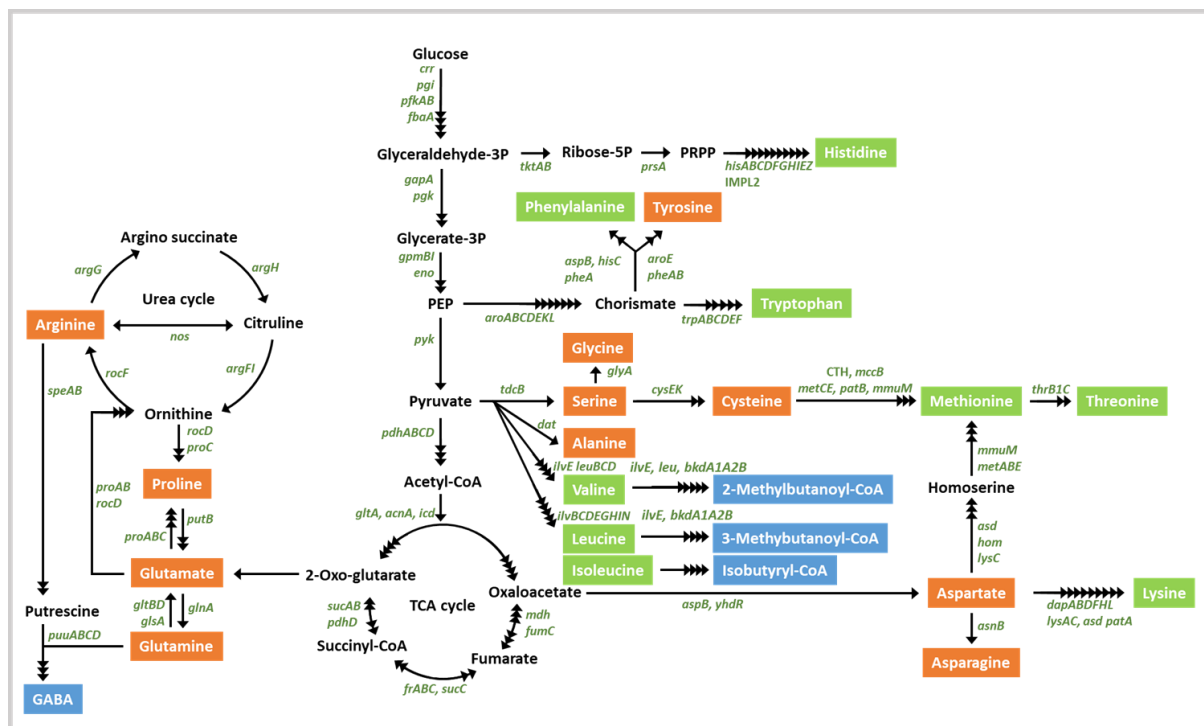 Glucose
crr
pgi
pfkAB
fbaA
Glyceraldehyde-3P
tktAB
Ribose-5P
prsA
PRPP
hisABCDFGHIEZ
IMPL2
Histidine
gapA
pgk
Phenylalanine
Tyrosine
Glycerate-3P
gpmBI
eno
aspB, hisC
pheA
aroE
pheAB
PEP
aroABCDEKL
Chorismate
trpABCDEF
Tryptophan
Argino succinate
argG
argH
Urea cycle
Arginine
nos
Citruline
rocF
argFI
speAB
Ornithine
rocD
proC
Proline
proAB
rocD
putB
proABC
Glutamate
gltBD
glsA
glnA
Putrescine
puuABCD
Glutamine
GABA
pyk
Pyruvate
tdcB
Glycine
glyA
Serine
cysEK
Cysteine
CTH, mccB
metCE, patB, mmuM
Methionine
thrB1C
Threonine
dat
Alanine
pdhABCD
ilvE leuBCD
ilvE, leu, bkdA1A2B
Valine
2-Methylbutanoyl-CoA
Acetyl-CoA
ilvBCDEGHIN
ilvE, bkdA1A2B
Leucine
3-Methybutanoyl-CoA
Isoleucine
Isobutyryl-CoA
mmuM
metABE
Homoserine
asd
hom
lysC
gltA, acnA, icd
2-Oxo-glutarate
Oxaloacetate
aspB, yhdR
Aspartate
dapABDFHL
lysAC, asd patA
Lysine
asnB
Asparagine
sucAB
pdhD
TCA cycle
mdh
fumC
Succinyl-CoA
Fumarate
frABC, sucC